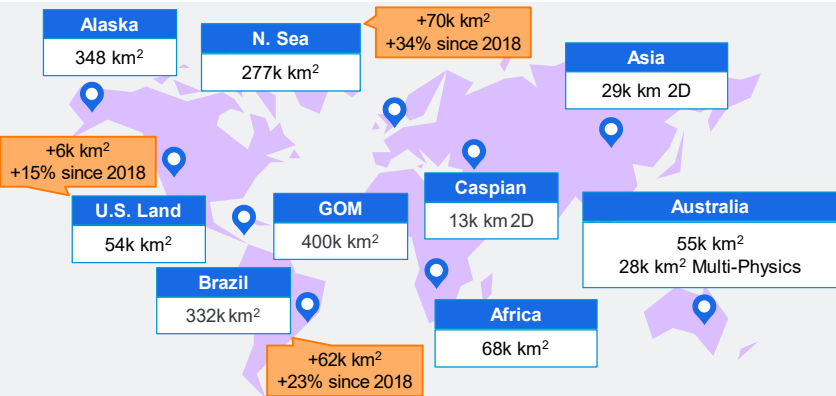 Alaska
348 km²
N. Sea
277k km²
+70k km²
+34% since 2018
Asia
29k km 2D
+6k km²
+15% since 2018
U.S. Land
54k km²
GOM
400k km²
Caspian
13k km 2D
Australia
55k km²
28k km² Multi-Physics
Brazil
332k km²
+62k km²
+23% since 2018
Africa
68k km²